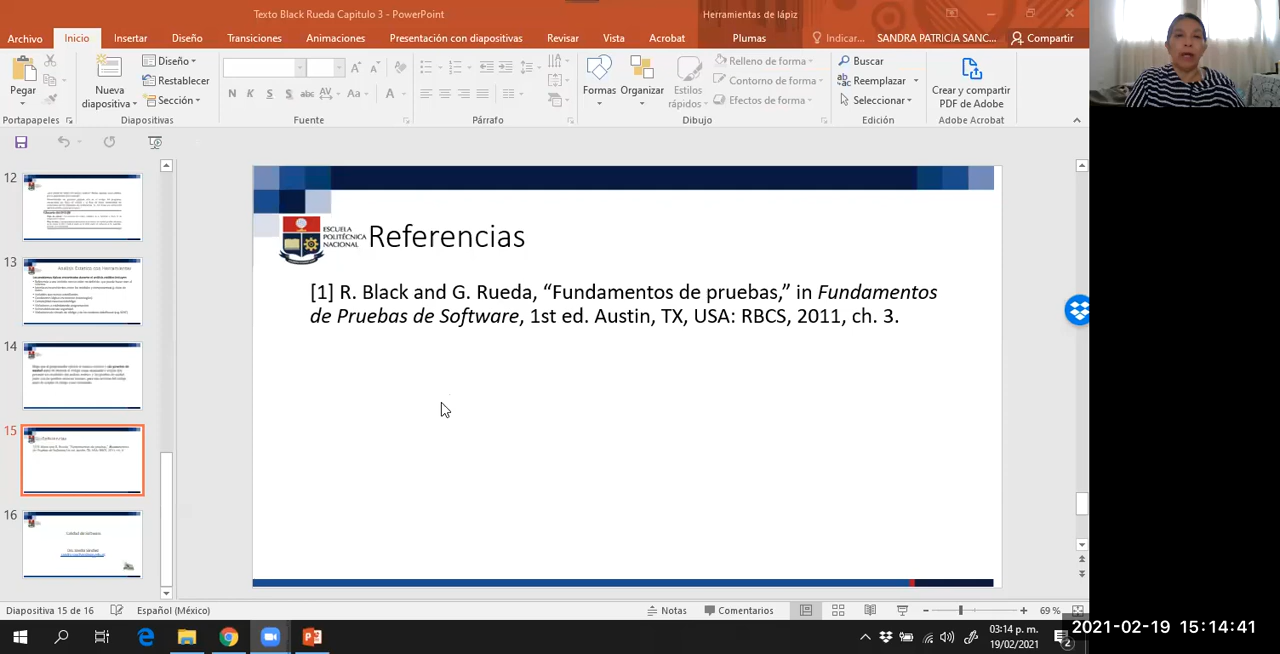 Texto Black Rueda Capitulo 3 - PowerPoint
Herramientas de lápiz
Archivo Inicio Insertar Diseño Transiciones Animaciones Presentación con diapositivas Revisar Vista Acrobat Plumas Indicar... SANDRA PATRICIA SANC... Compartir
Pegar
Portapapeles
Nueva diapositiva
Diseño
Restablecer
Sección
Diapositivas
N K S S abc AV Aa A
Fuente
Párrafo
Formas
Organizar
Estilos rápidos
Relleno de forma
Contorno de forma
Efectos de forma
Dibujo
Buscar
Reemplazar
Seleccionar
Edición
Crear y compartir
PDF de Adobe
Adobe Acrobat
12
13
14
15
16
ESCUELA
POLITÉCNICA
NACIONAL
Referencias
[1] R. Black and G. Rueda, “Fundamentos de pruebas,” in Fundamentos
de Pruebas de Software, 1st ed. Austin, TX, USA: RBCS, 2011, ch. 3.
Diapositiva 15 de 16 Español (México) Notas Comentarios 69 %
03:14 p. m.
19/02/2021
2
2021-02-19 15:14:41